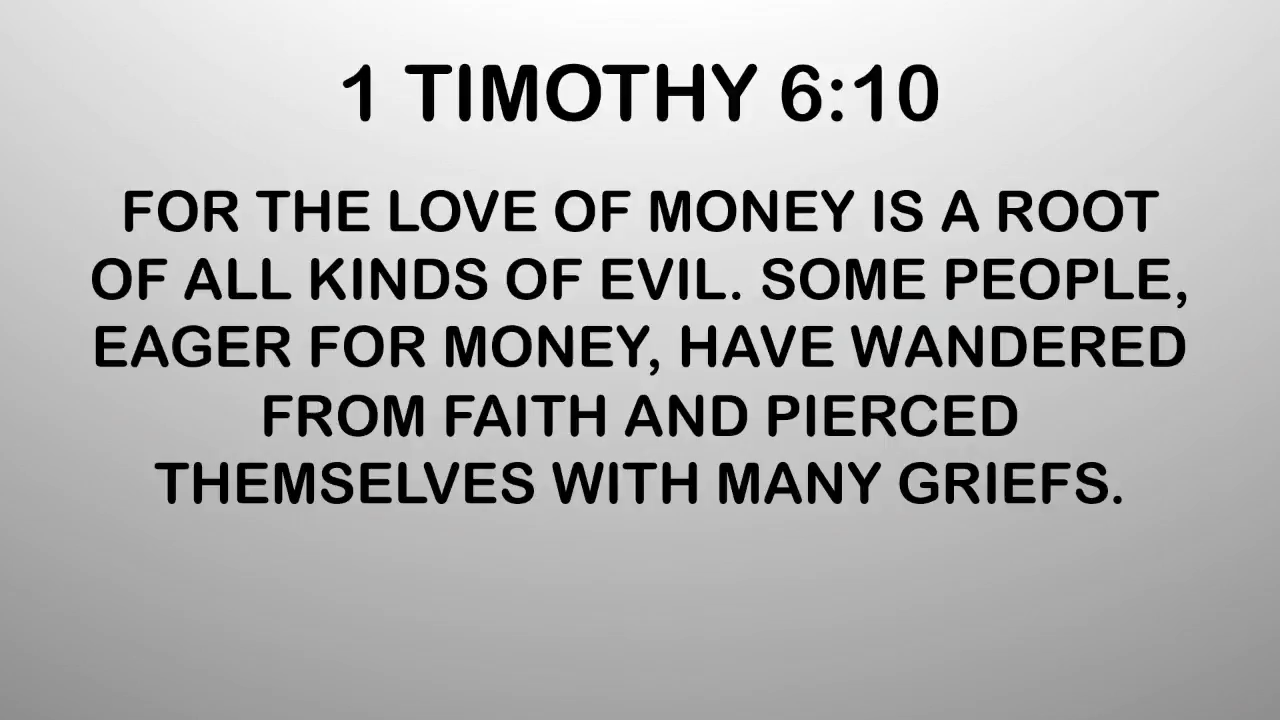 1 TIMOTHY 6:10
FOR THE LOVE OF MONEY IS A ROOT
OF ALL KINDS OF EVIL. SOME PEOPLE,
EAGER FOR MONEY, HAVE WANDERED
FROM FAITH AND PIERCED
THEMSELVES WITH MANY GRIEFS.